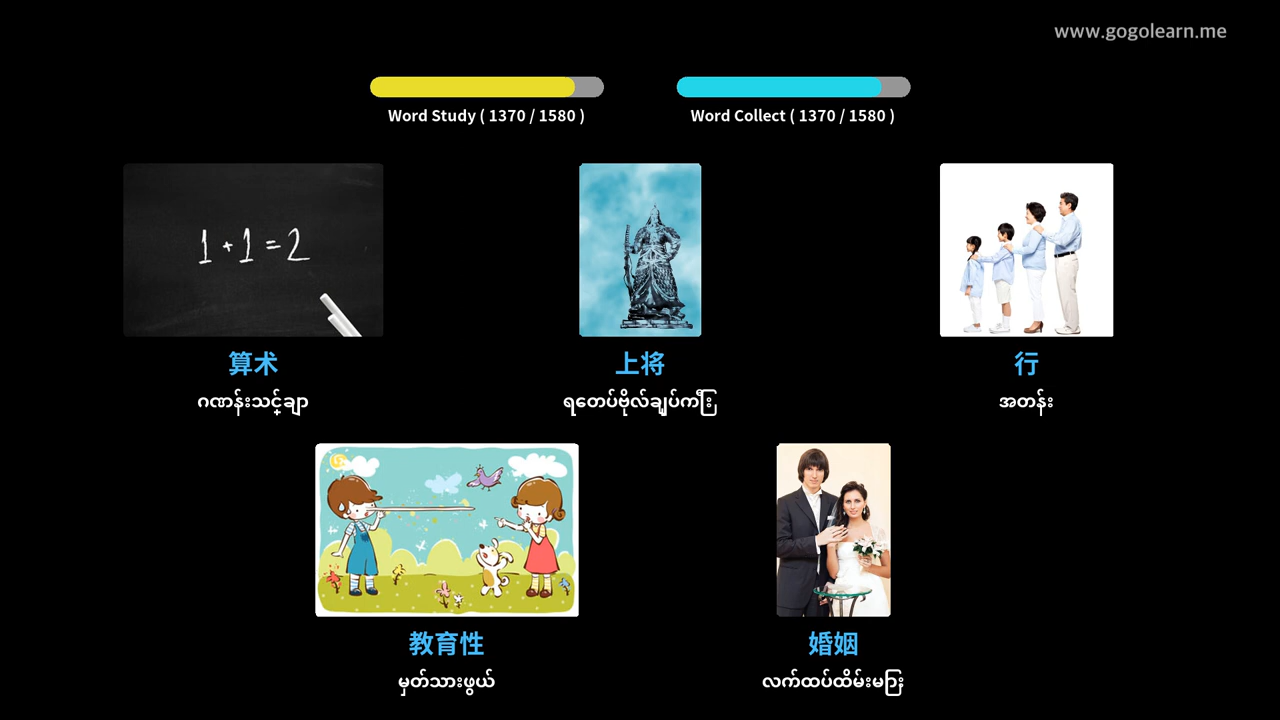 www.gogolearn.me
Word Study ( 1370 / 1580 )
Word Collect ( 1370 / 1580 )
1 + 1 = 2
算术
上将
行
ဂဏန်းသင်္ချာ
ရတေပ်ဗိုလ်ချုပ်ကြီး
အတန်း
教育性
婚姻
မှတ်သားဖွယ်
လက်ထပ်ထိမ်းမြား